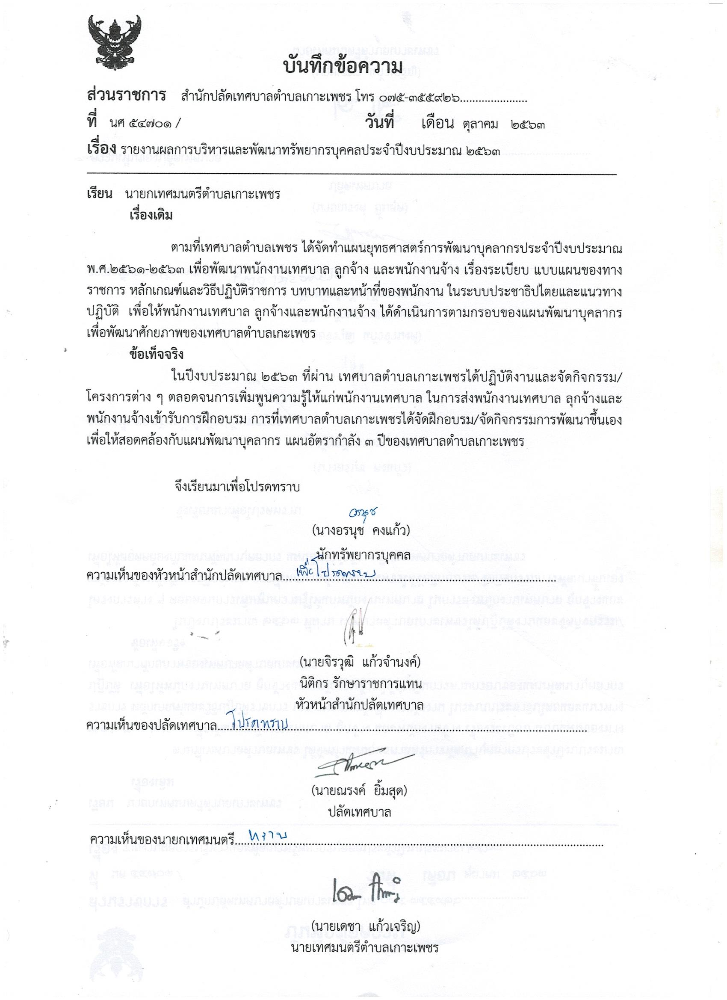 บันทึกข้อความ
ส่วนราชการ สำนักปลัดเทศบาลตำบลเกาะเพชร โทร ๐๗๕-๓๕๕๙๒๖......................
ที่ นศ ๕๔๗๐๑ / วันที่ เดือน ตุลาคม ๒๕๖๓
เรื่อง รายงานผลการบริหารและพัฒนาทรัพยากรบุคคลประจำปีงบประมาณ ๒๕๖๓
เรียน นายกเทศมนตรีตำบลเกาะเพชร
เรื่องเดิม
ตามที่เทศบาลตำบลเพชร ได้จัดทำแผนยุทธศาสตร์การพัฒนาบุคลากรประจำปีงบประมาณ
พ.ศ.๒๕๖๑-๒๕๖๓ เพื่อพัฒนาพนักงานเทศบาล ลูกจ้าง และพนักงานจ้าง เรื่องระเบียบ แบบแผนของทาง
ราชการ หลักเกณฑ์และวิธีปฏิบัติราชการ บทบาทและหน้าที่ของพนักงาน ในระบบประชาธิปไตยและแนวทาง
ปฏิบัติ เพื่อให้พนักงานเทศบาล ลูกจ้างและพนักงานจ้าง ได้ดำเนินการตามกรอบของแผนพัฒนาบุคลากร
เพื่อพัฒนาศักยภาพของเทศบาลตำบลเกะเพชร
ข้อเท็จจริง
ในปีงบประมาณ ๒๕๖๓ ที่ผ่าน เทศบาลตำบลเกาะเพชรได้ปฏิบัติงานและจัดกิจกรรม/
โครงการต่าง ๆ ตลอดจนการเพิ่มพูนความรู้ให้แก่พนักงานเทศบาล ในการส่งพนักงานเทศบาล ลุกจ้างและ
พนักงานจ้างเข้ารับการฝึกอบรม การที่เทศบาลตำบลเกาะเพชรได้จัดฝึกอบรม/จัดกิจกรรมการพัฒนาขึ้นเอง
เพื่อให้สอดคล้องกับแผนพัฒนาบุคลากร แผนอัตรากำลัง ๓ ปีของเทศบาลตำบลเกาะเพชร
จึงเรียนมาเพื่อโปรดทราบ
อรนุช
(นางอรนุช คงแก้ว)
นักทรัพยากรบุคคล
ความเห็นของหัวหน้าสำนักปลัดเทศบาล....เพื่อโปรดทราบ....................
(นายจิรวุฒิ แก้วจำนงค์)
นิติกร รักษาราชการแทน
หัวหน้าสำนักปลัดเทศบาล
ความเห็นของปลัดเทศบาล....โปรดทราบ....................
(นายณรงค์ ยิ้มสุด)
ปลัดเทศบาล
ความเห็นของนายกเทศมนตรี....ทราบ....................
(นายเดชา แก้วเจริญ)
นายเทศมนตรีตำบลเกาะเพชร